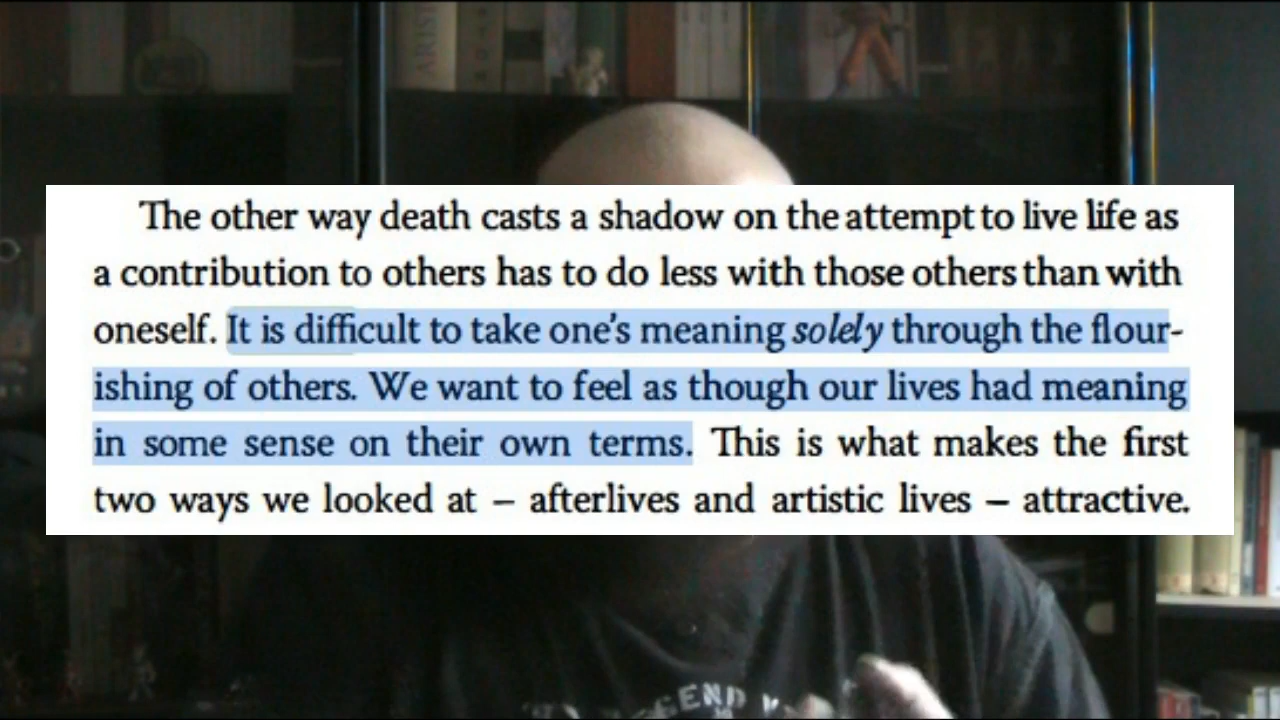 ARIST
The other way death casts a shadow on the attempt to live life as
a contribution to others has to do less with those others than with
oneself. It is difficult to take one's meaning solely through the flour-
ishing of others. We want to feel as though our lives had meaning
in some sense on their own terms. This is what makes the first
two ways we looked at – afterlives and artistic lives – attractive.